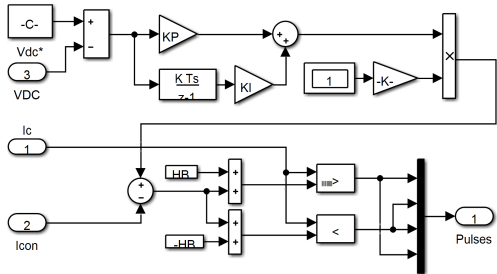 -C-
Vdc*
3
VDC
KP
K Ts
z-1
KI
1
-K-
×
Ic
1
2
Icon
HB
-HB
>
<
1
Pulses